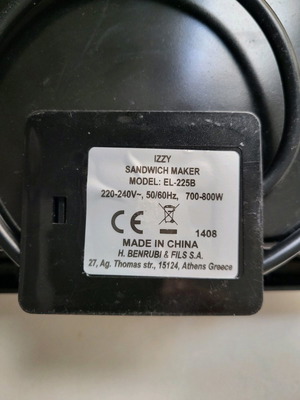 IZZY
SANDWICH MAKER
MODEL: EL-225B
220-240V~, 50/60Hz, 700-800W
CE 1408
MADE IN CHINA
H. BENRUBI & FILS S.A.
27, Ag. Thomas str., 15124, Athens Greece